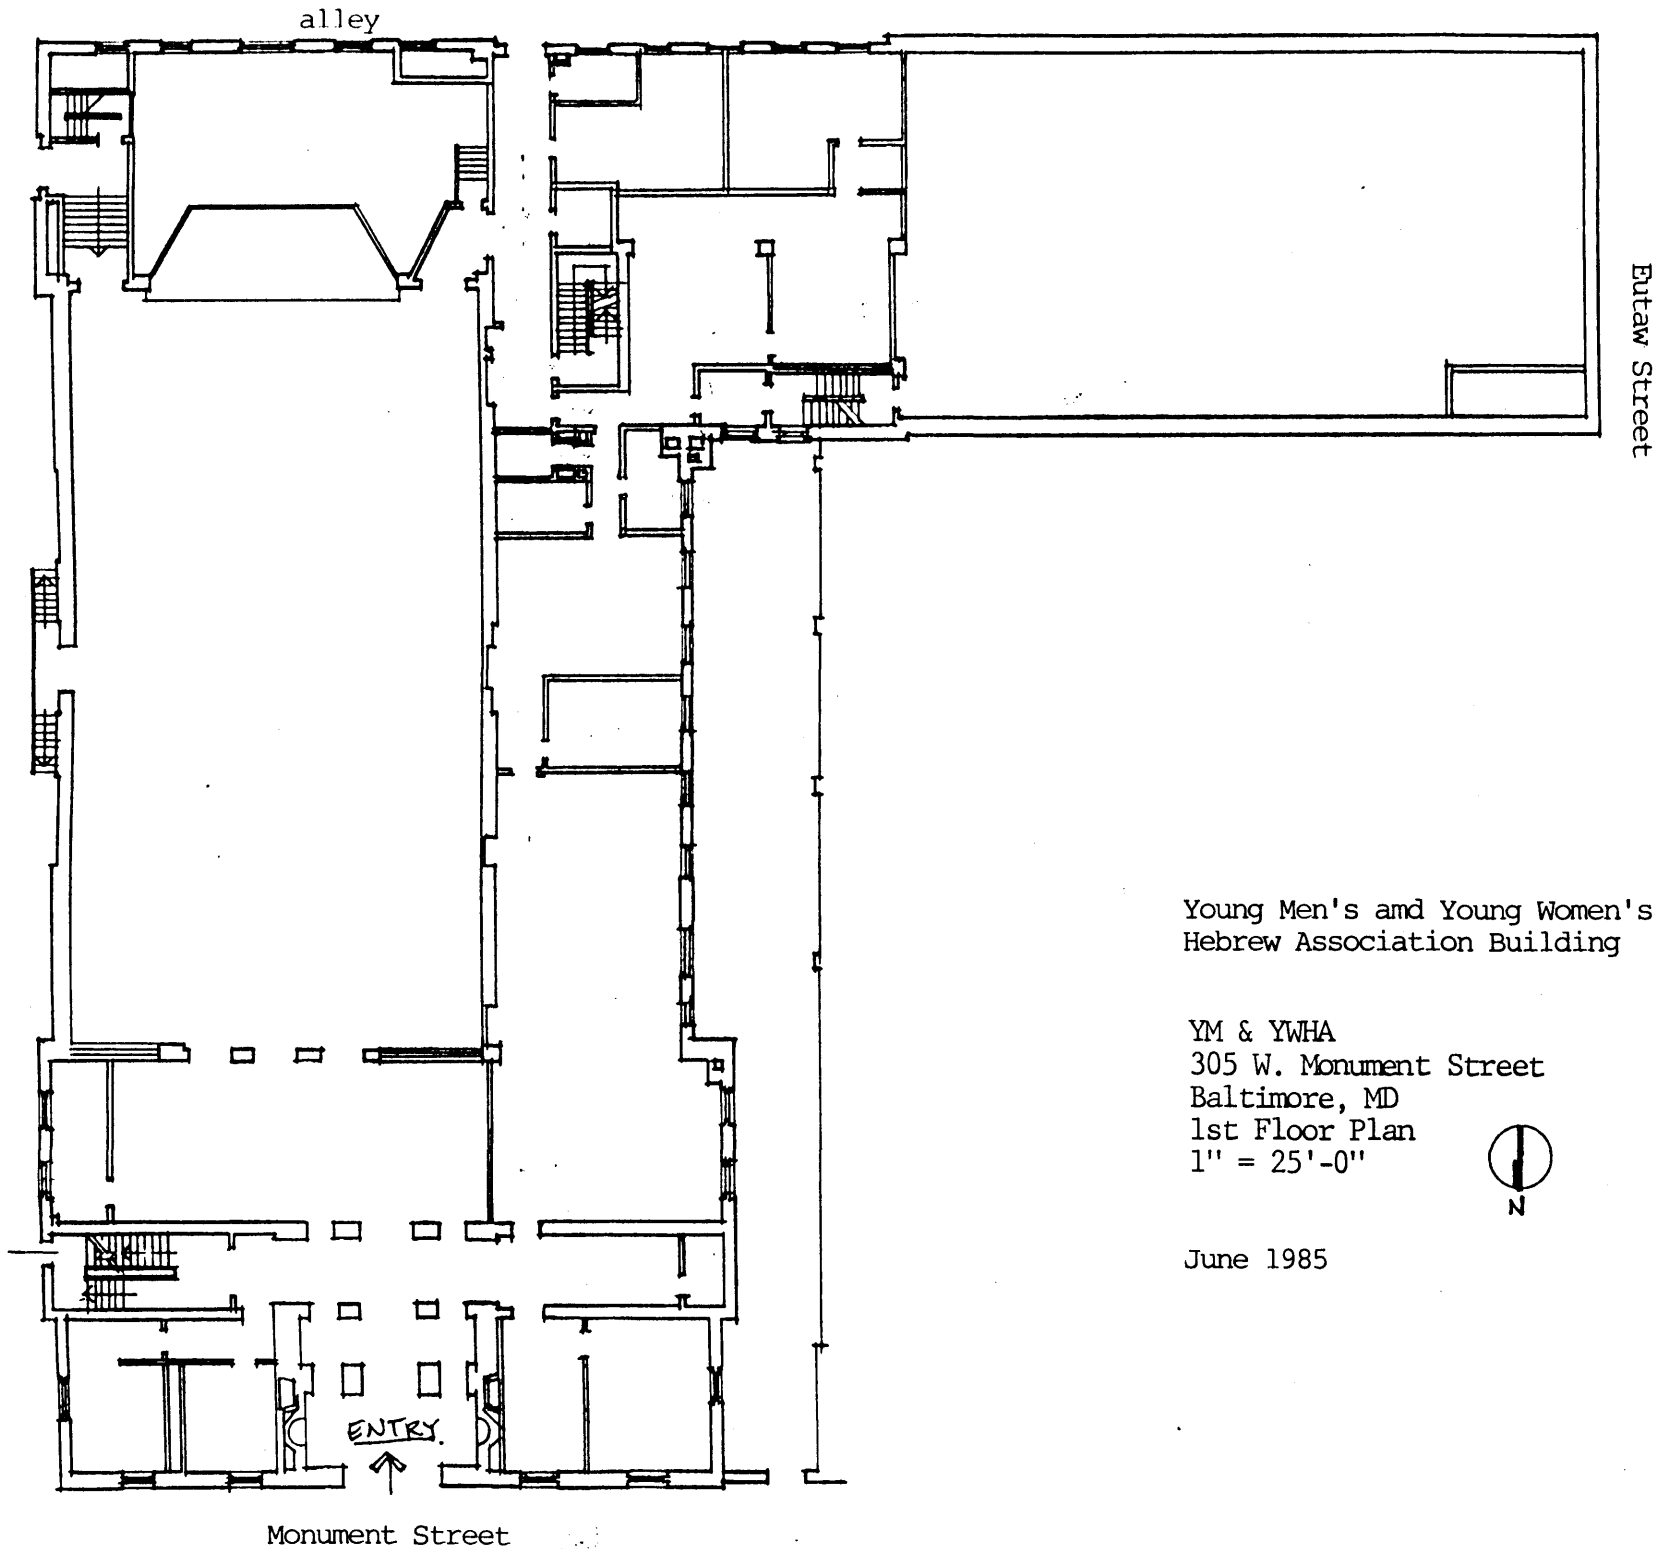 alley
Eutaw Street
Young Men's amd Young Women's
Hebrew Association Building
YM & YWHA
305 W. Monument Street
Baltimore, MD
1st Floor Plan
1" = 25'-0"
N
June 1985
ENTRY.
Monument Street